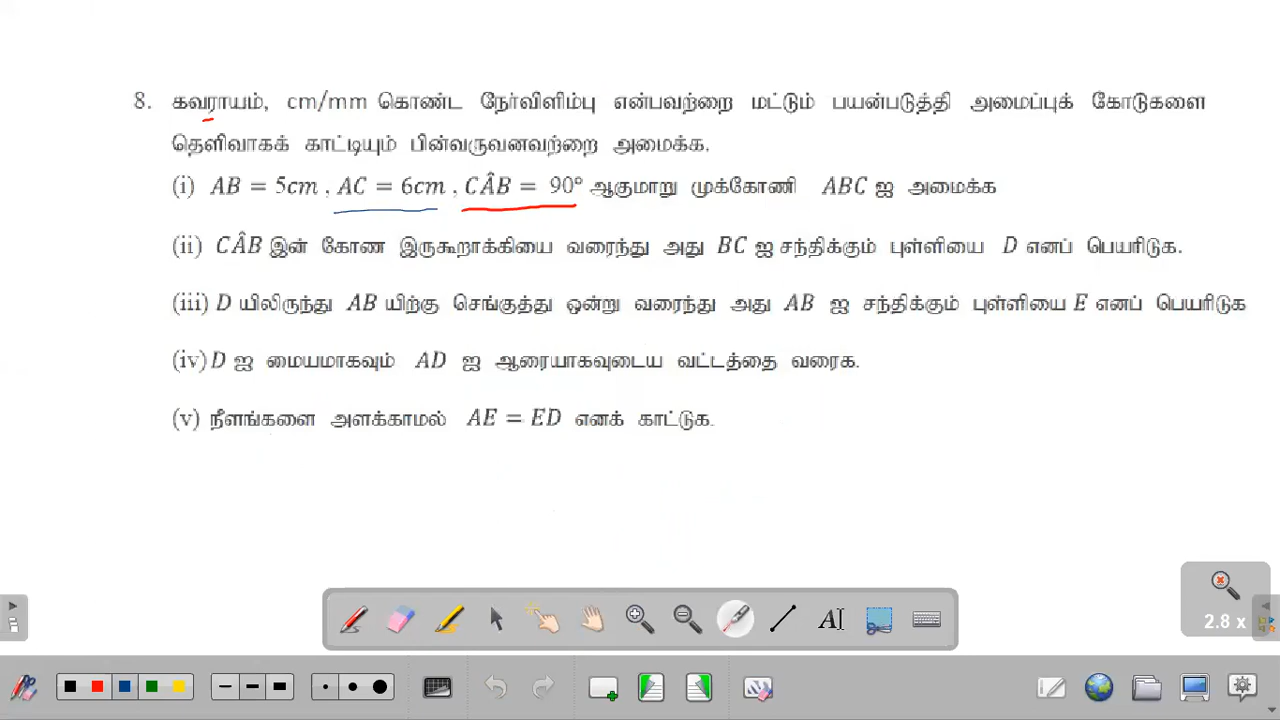 8. கவராயம், cm/mm கொண்ட நேர்விளிம்பு என்பவற்றை மட்டும் பயன்படுத்தி அமைப்புக் கோடுகளை
தெளிவாகக் காட்டியும் பின்வருவனவற்றை அமைக்க.
(i) AB = 5cm , AC = 6cm , CÂB = 90° ஆகுமாறு முக்கோணி ABC ஐ அமைக்க
(ii) CÂB இன் கோண இருகூறாக்கியை வரைந்து அது BC ஐ சந்திக்கும் புள்ளியை D எனப் பெயரிடுக.
(iii) D யிலிருந்து AB யிற்கு செங்குத்து ஒன்று வரைந்து அது AB ஐ சந்திக்கும் புள்ளியை E எனப் பெயரிடுக
(iv) D ஐ மையமாகவும் AD ஐ ஆரையாகவுடைய வட்டத்தை வரைக.
(v) நீளங்களை அளக்காமல் AE = ED எனக் காட்டுக.
2.8 x